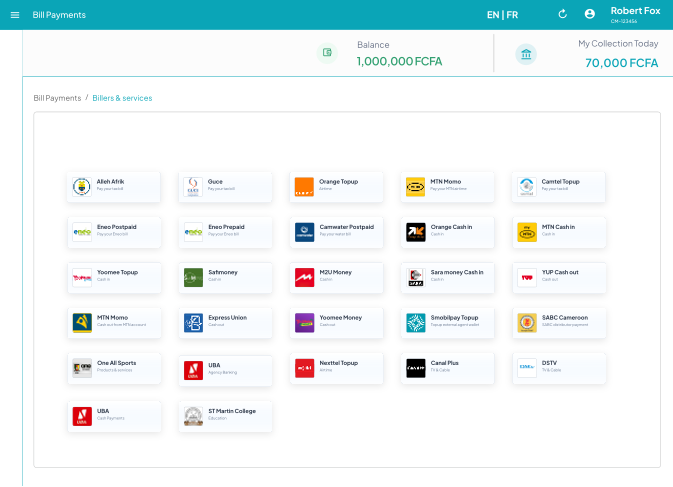 Bill Payments
EN | FR
Robert Fox
CM-123456
Balance
1,000,000 FCFA
My Collection Today
70,000 FCFA
Bill Payments / Billers & services
Alleh Afrik
Pay your taxi bill
Guce
Pay your taxes bill
Orange Topup
Airtime
MTN Momo
Pay your MTN airtime
Camtel Topup
Pay your taxi bill
Eneo Postpaid
Pay your Eneo bill
Eneo Prepaid
Pay your Eneo bill
Camwater Postpaid
Pay your water bill
Orange Cash in
Cash in
MTN Cash in
Cash in
Yoomee Topup
Cash in
Safimoney
Cash in
M2U Money
Cash in
Sara money Cash in
Cash in
YUP Cash out
Cash out
MTN Momo
Cash out from MTN account
Express Union
Cash out
Yoomee Money
Cash out
Smobilpay Topup
Topup external agent wallet
SABC Cameroon
SABC distributor payment
One All Sports
Products & services
UBA
Agency Banking
Nexttel Topup
Airtime
Canal Plus
TV & Cable
DSTV
TV & Cable
UBA
Cash Payments
ST Martin College
Education